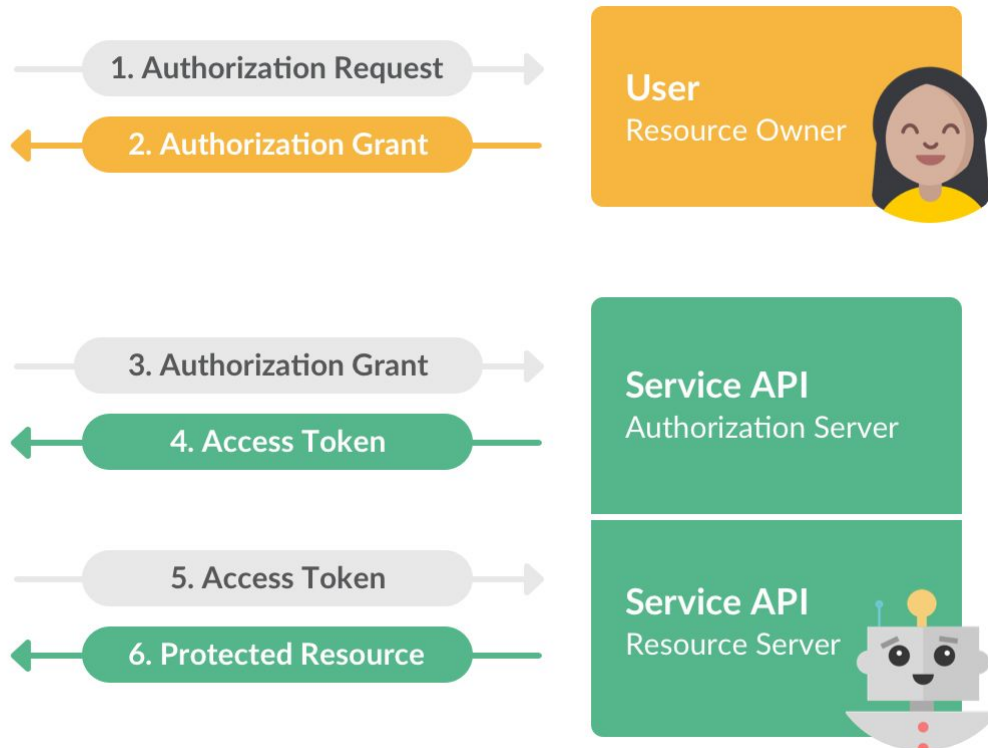 1. Authorization Request
2. Authorization Grant
User
Resource Owner
3. Authorization Grant
4. Access Token
Service API
Authorization Server
5. Access Token
6. Protected Resource
Service API
Resource Server